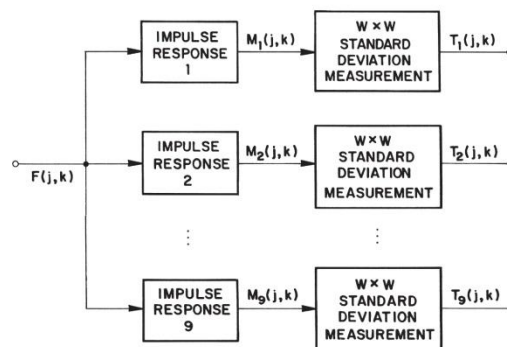 IMPULSE
RESPONSE
1
M₁(j,k)
W×W
STANDARD
DEVIATION
MEASUREMENT
T₁(j,k)
F(j,k)
IMPULSE
RESPONSE
2
M₂(j,k)
W×W
STANDARD
DEVIATION
MEASUREMENT
T₂(j,k)
IMPULSE
RESPONSE
9
M₉(j,k)
W×W
STANDARD
DEVIATION
MEASUREMENT
T₉(j,k)